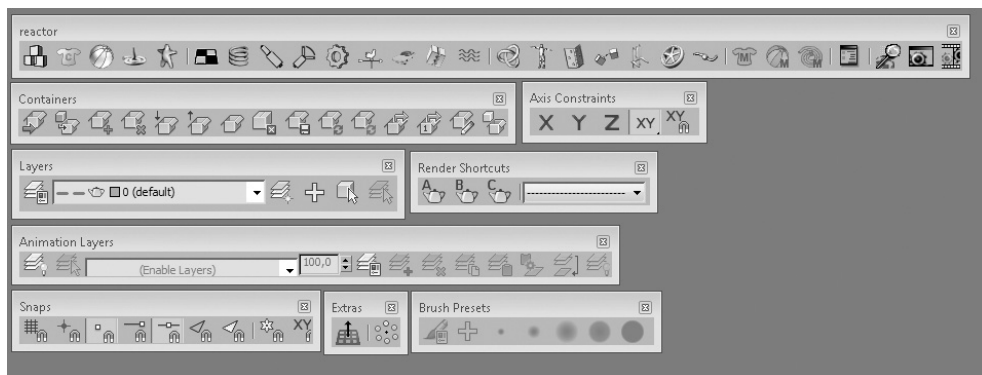 reactor
Containers
Axis Constraints
X Y Z XY XY
Layers
0 (default)
Render Shortcuts
A B C
Animation Layers
(Enable Layers)
100,0
Snaps
XY
Extras
Brush Presets